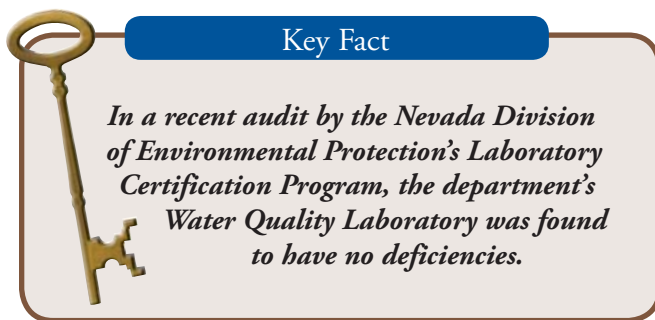 Key Fact
In a recent audit by the Nevada Division
of Environmental Protection’s Laboratory
Certification Program, the department’s
Water Quality Laboratory was found
to have no deficiencies.